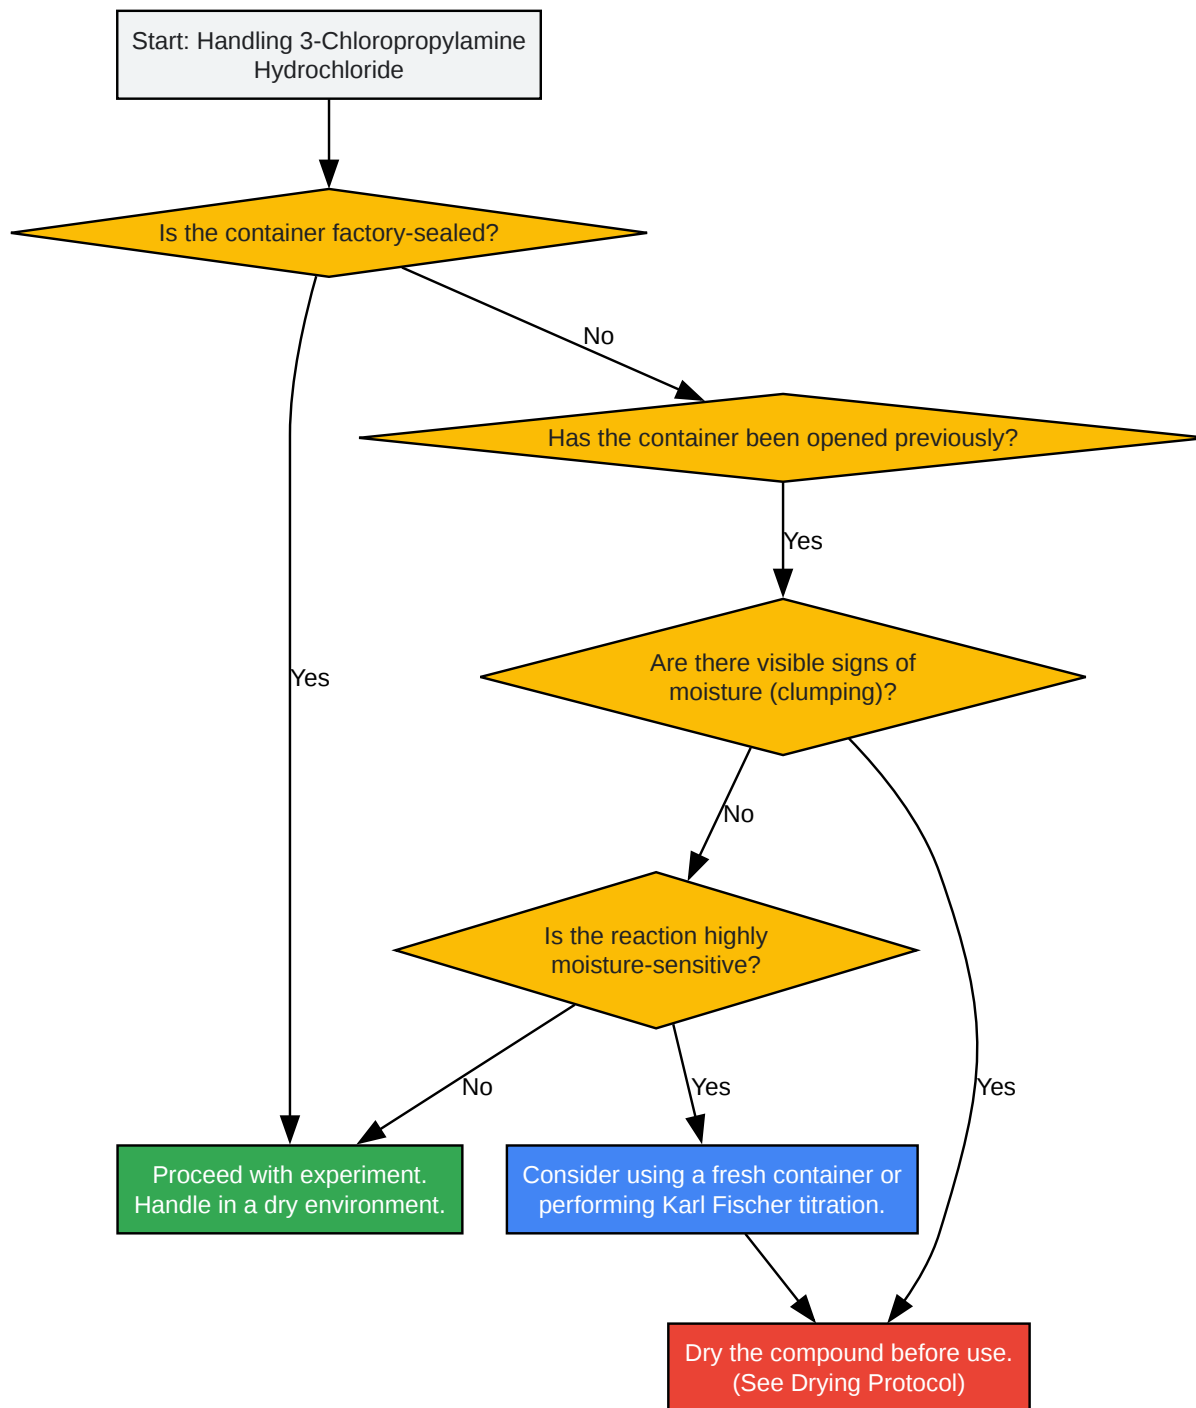 Start: Handling 3-Chloropropylamine
Hydrochloride
Is the container factory-sealed?
No
Has the container been opened previously?
Yes
Are there visible signs of
moisture (clumping)?
Yes
No
Is the reaction highly
moisture-sensitive?
No
Yes
Yes
Proceed with experiment.
Handle in a dry environment.
Consider using a fresh container or
performing Karl Fischer titration.
Dry the compound before use.
(See Drying Protocol)